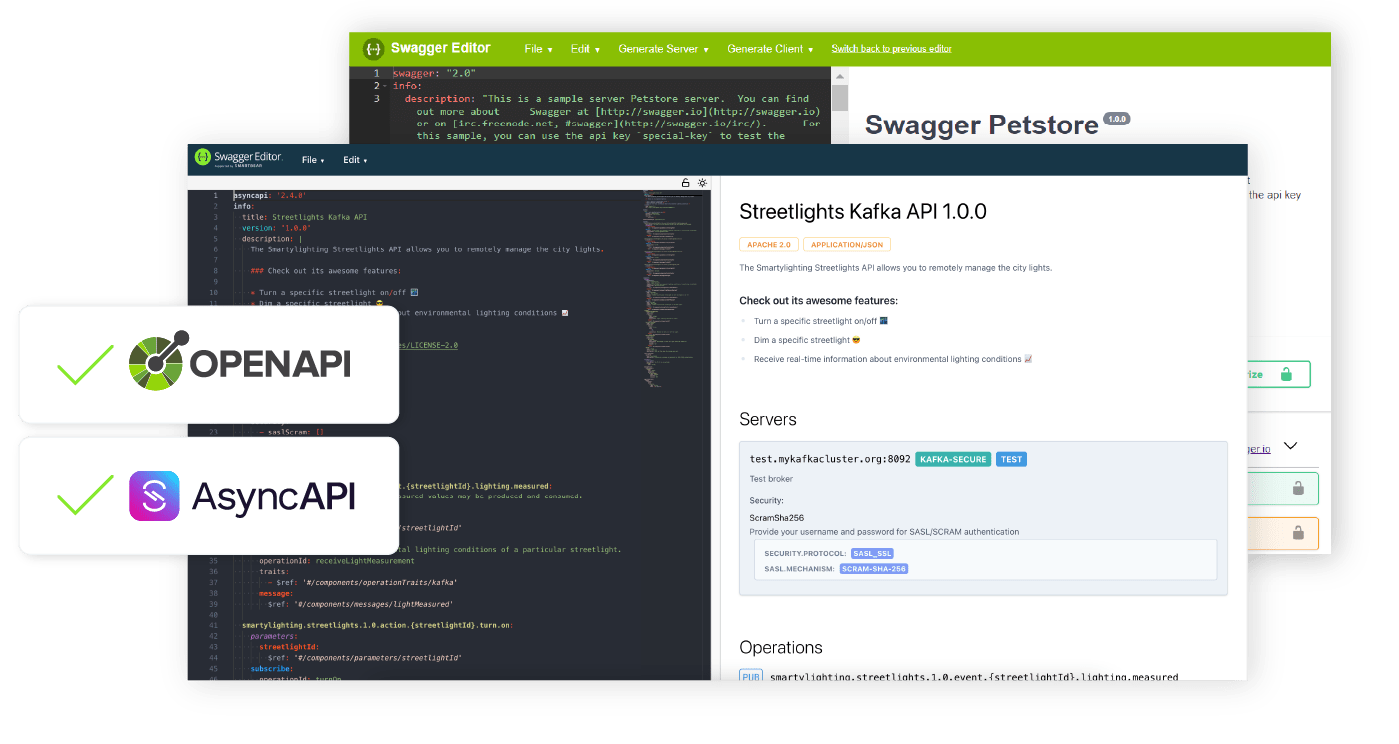 Swagger Editor File Edit Generate Server Generate Client Switch back to previous editor
1 swagger: "2.0"
2 info:
3 description: "This is a sample server Petstore server. You can find
out more about Swagger at [http://swagger.io](http://swagger.io)
or on [irc.freenode.net, #swagger](http://swagger.io/irc/). For
this sample, you can use the api key `special-key` to test the
Swagger Petstore 1.0.0
t
the api key
rize
ger.io
Swagger Editor. File Edit
Supported by SMARTBEAR
1 asyncapi: '2.4.0'
2 info:
3 title: Streetlights Kafka API
4 version: '1.0.0'
5 description: |
6 The Smartylighting Streetlights API allows you to remotely manage the city lights.
7
8 ### Check out its awesome features:
9
10 * Turn a specific streetlight on/off 🌃
11 * Dim a specific streetlight 😎
out environmental lighting conditions 📈
es/LICENSE-2.0
23 - saslScram: []
.{streetlightId}.lighting.measured:
asured values may be produced and consumed.
/streetlightId'
tal lighting conditions of a particular streetlight.
35 operationId: receiveLightMeasurement
36 traits:
37 - $ref: '#/components/operationTraits/kafka'
38 message:
39 $ref: '#/components/messages/lightMeasured'
40
41 smartylighting.streetlights.1.0.action.{streetlightId}.turn.on:
42 parameters:
43 streetlightId:
44 $ref: '#/components/parameters/streetlightId'
45 subscribe:
46 operationId: turnOn
OPENAPI
AsyncAPI
Streetlights Kafka API 1.0.0
APACHE 2.0 APPLICATION/JSON
The Smartylighting Streetlights API allows you to remotely manage the city lights.
Check out its awesome features:
Turn a specific streetlight on/off 🌃
Dim a specific streetlight 😎
Receive real-time information about environmental lighting conditions 📈
Servers
test.mykafkacluster.org:8092 KAFKA-SECURE TEST
Test broker
Security:
ScramSha256
Provide your username and password for SASL/SCRAM authentication
SECURITY.PROTOCOL: SASL_SSL
SASL.MECHANISM: SCRAM-SHA-256
Operations
PUB smartylighting.streetlights.1.0.event.{streetlightId}.lighting.measured